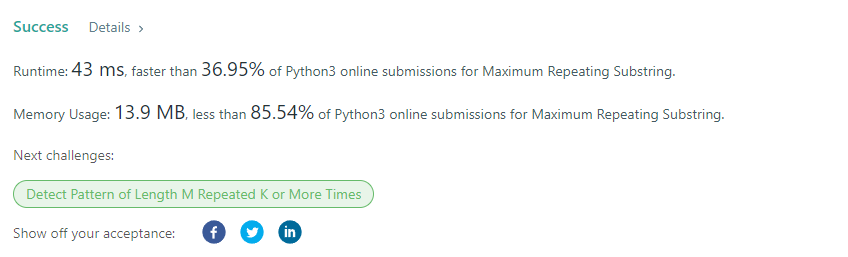 Success Details ›
Runtime: 43 ms, faster than 36.95% of Python3 online submissions for Maximum Repeating Substring.
Memory Usage: 13.9 MB, less than 85.54% of Python3 online submissions for Maximum Repeating Substring.
Next challenges:
Detect Pattern of Length M Repeated K or More Times
Show off your acceptance: f in